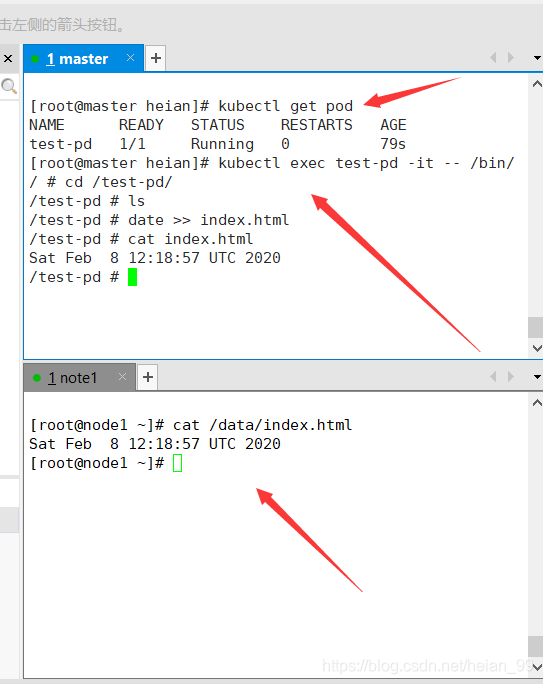 击左侧的箭头按钮。
1 master
[root@master heian]# kubectl get pod
NAME READY STATUS RESTARTS AGE
test-pd 1/1 Running 0 79s
[root@master heian]# kubectl exec test-pd -it -- /bin/
/ # cd /test-pd/
/test-pd # ls
/test-pd # date >> index.html
/test-pd # cat index.html
Sat Feb  8 12:18:57 UTC 2020
/test-pd #
1 note1
[root@node1 ~]# cat /data/index.html
Sat Feb  8 12:18:57 UTC 2020
[root@node1 ~]#
https://blog.csdn.net/heian_99